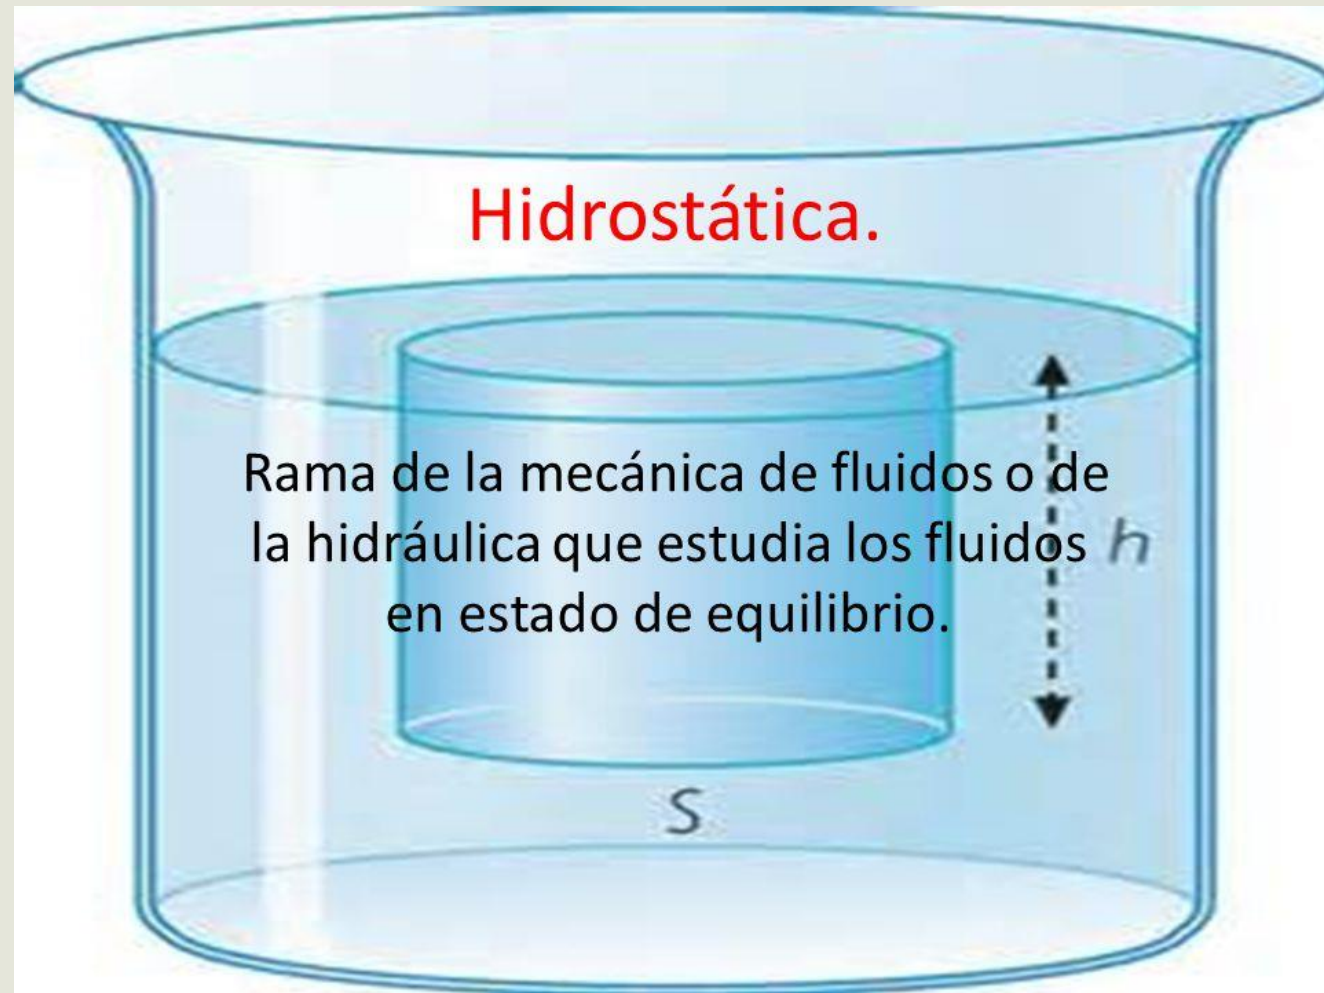 Hidrostática.
Rama de la mecánica de fluidos o de
la hidráulica que estudia los fluidos
en estado de equilibrio.
h
S